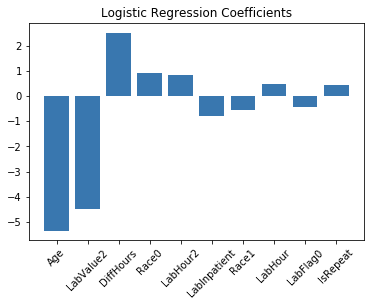 Logistic Regression Coefficients
2
1
0
−1
−2
−3
−4
−5
Age
LabValue2
DiffHours
Race0
LabHour2
LabInpatient
Race1
LabHour
LabFlag0
IsRepeat